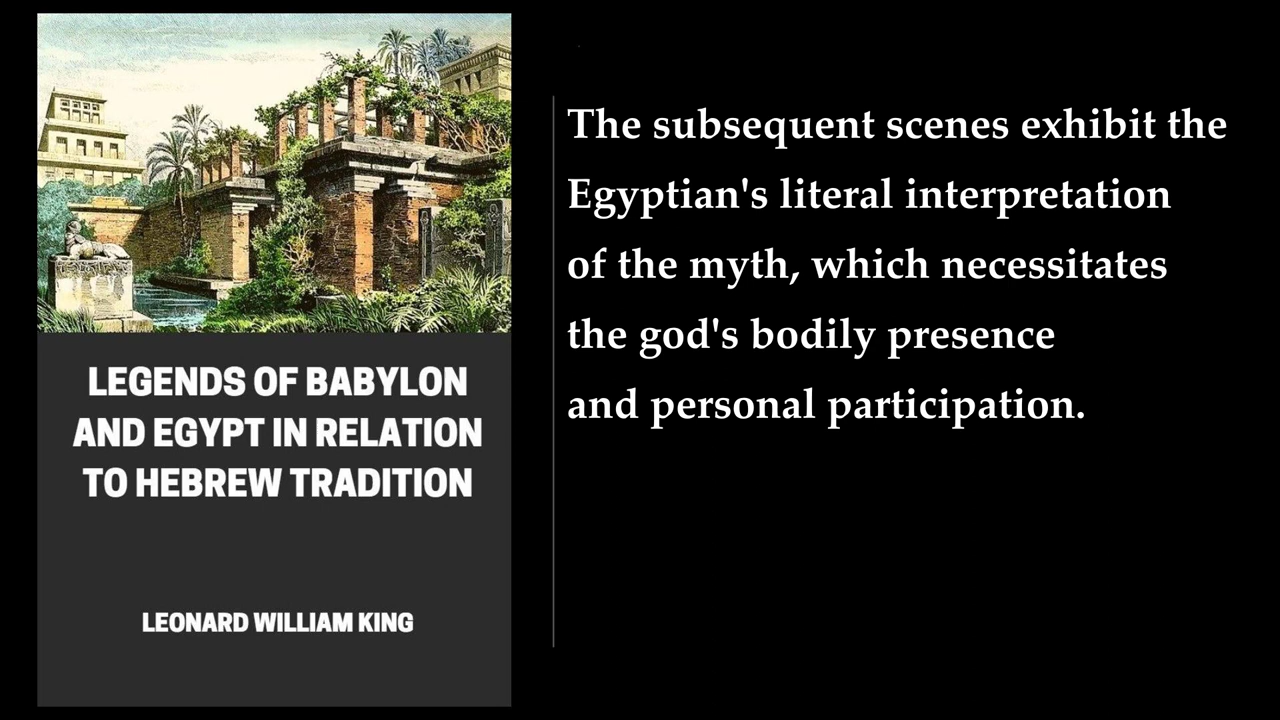 LEGENDS OF BABYLON
AND EGYPT IN RELATION
TO HEBREW TRADITION
LEONARD WILLIAM KING
The subsequent scenes exhibit the
Egyptian's literal interpretation
of the myth, which necessitates
the god's bodily presence
and personal participation.